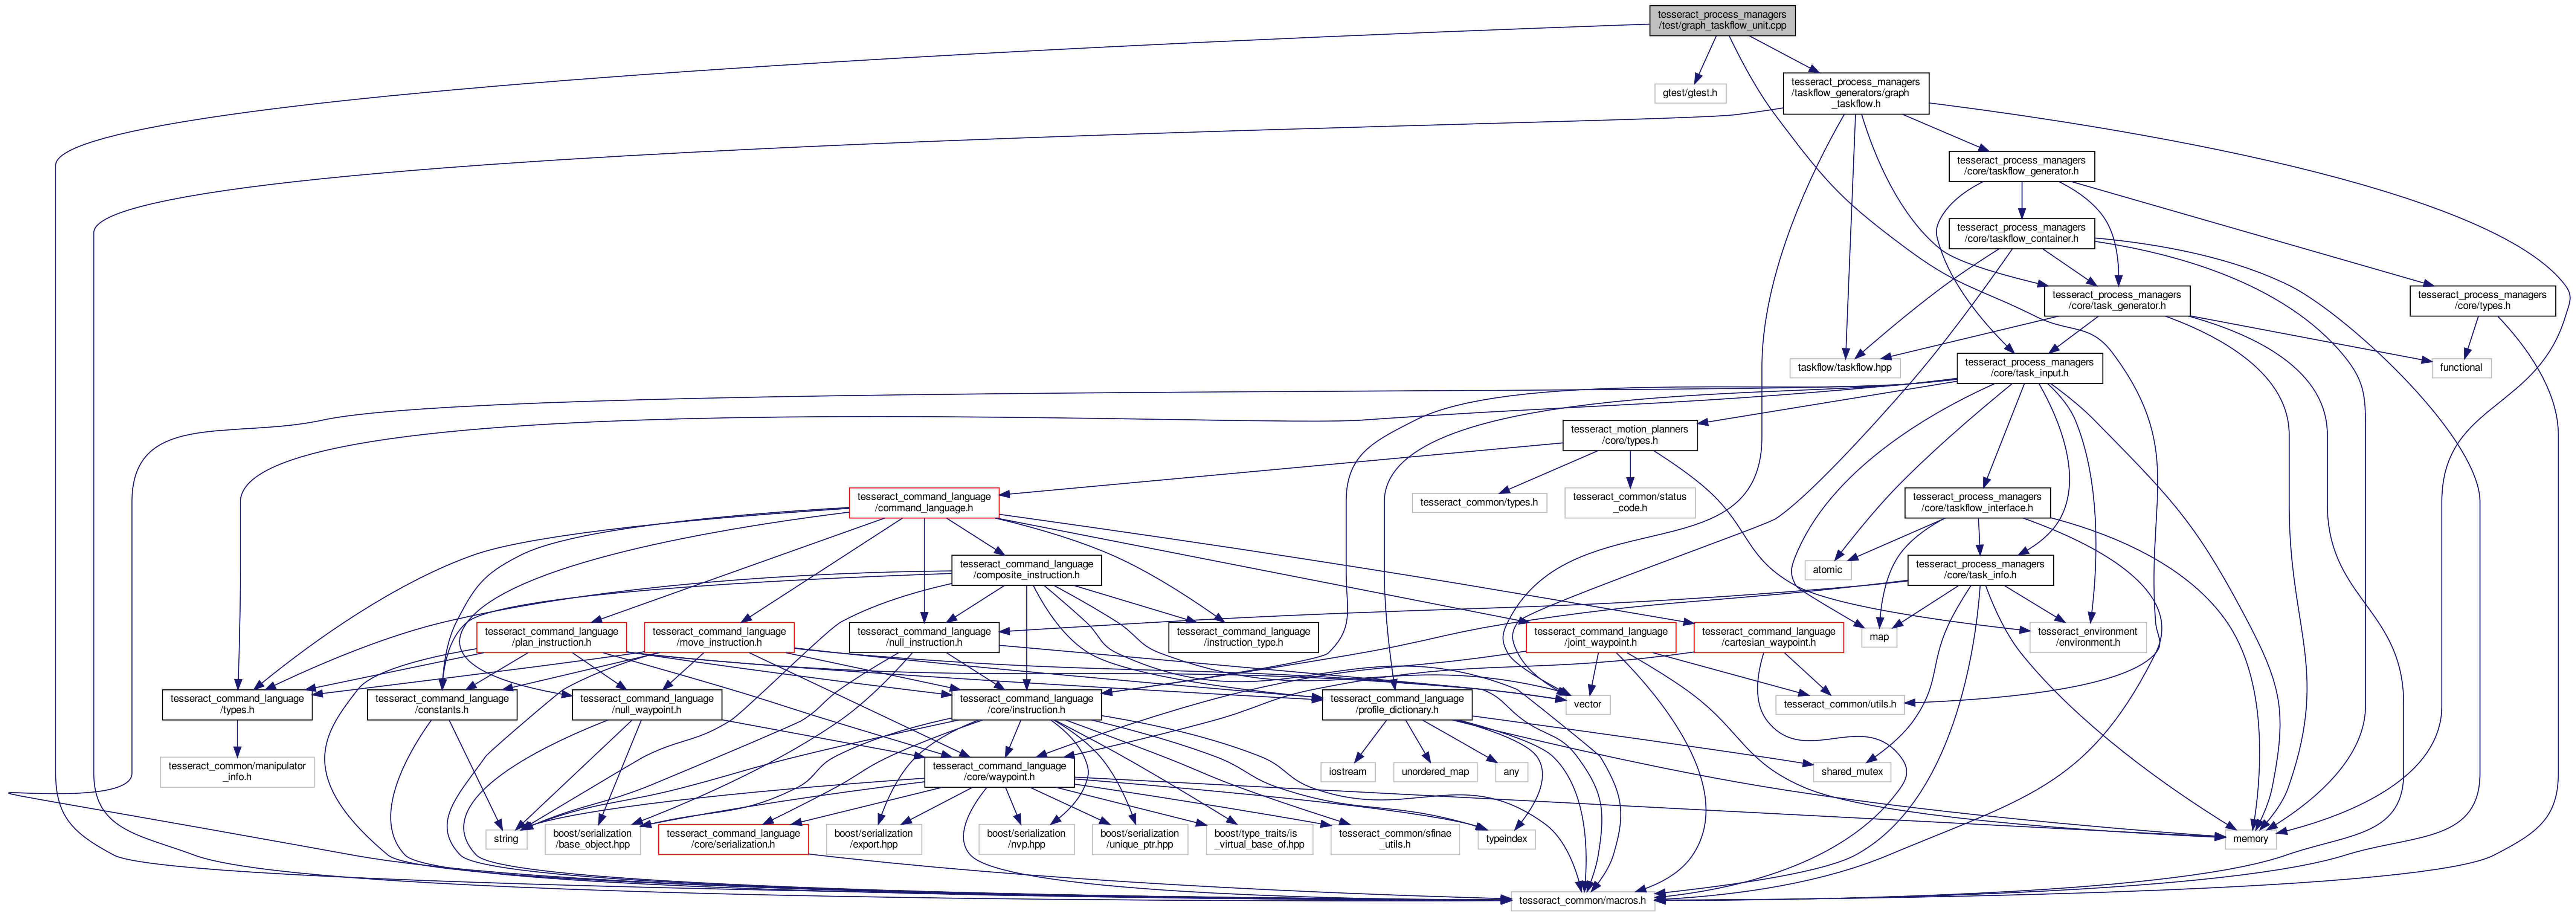 tesseract_process_managers
/test/graph_taskflow_unit.cpp
gtest/gtest.h
tesseract_process_managers
/taskflow_generators/graph
_taskflow.h
tesseract_process_managers
/core/taskflow_generator.h
tesseract_process_managers
/core/taskflow_container.h
tesseract_process_managers
/core/task_generator.h
tesseract_process_managers
/core/types.h
taskflow/taskflow.hpp
tesseract_process_managers
/core/task_input.h
functional
tesseract_motion_planners
/core/types.h
tesseract_command_language
/command_language.h
tesseract_common/types.h
tesseract_common/status
_code.h
tesseract_process_managers
/core/taskflow_interface.h
tesseract_command_language
/composite_instruction.h
atomic
tesseract_process_managers
/core/task_info.h
tesseract_command_language
/plan_instruction.h
tesseract_command_language
/move_instruction.h
tesseract_command_language
/null_instruction.h
tesseract_command_language
/instruction_type.h
tesseract_command_language
/joint_waypoint.h
tesseract_command_language
/cartesian_waypoint.h
map
tesseract_environment
/environment.h
tesseract_command_language
/types.h
tesseract_command_language
/constants.h
tesseract_command_language
/null_waypoint.h
tesseract_command_language
/core/instruction.h
tesseract_command_language
/profile_dictionary.h
vector
tesseract_common/utils.h
tesseract_common/manipulator
_info.h
tesseract_command_language
/core/waypoint.h
iostream
unordered_map
any
shared_mutex
string
boost/serialization
/base_object.hpp
tesseract_command_language
/core/serialization.h
boost/serialization
/export.hpp
boost/serialization
/nvp.hpp
boost/serialization
/unique_ptr.hpp
boost/type_traits/is
_virtual_base_of.hpp
tesseract_common/sfinae
_utils.h
typeindex
memory
tesseract_common/macros.h